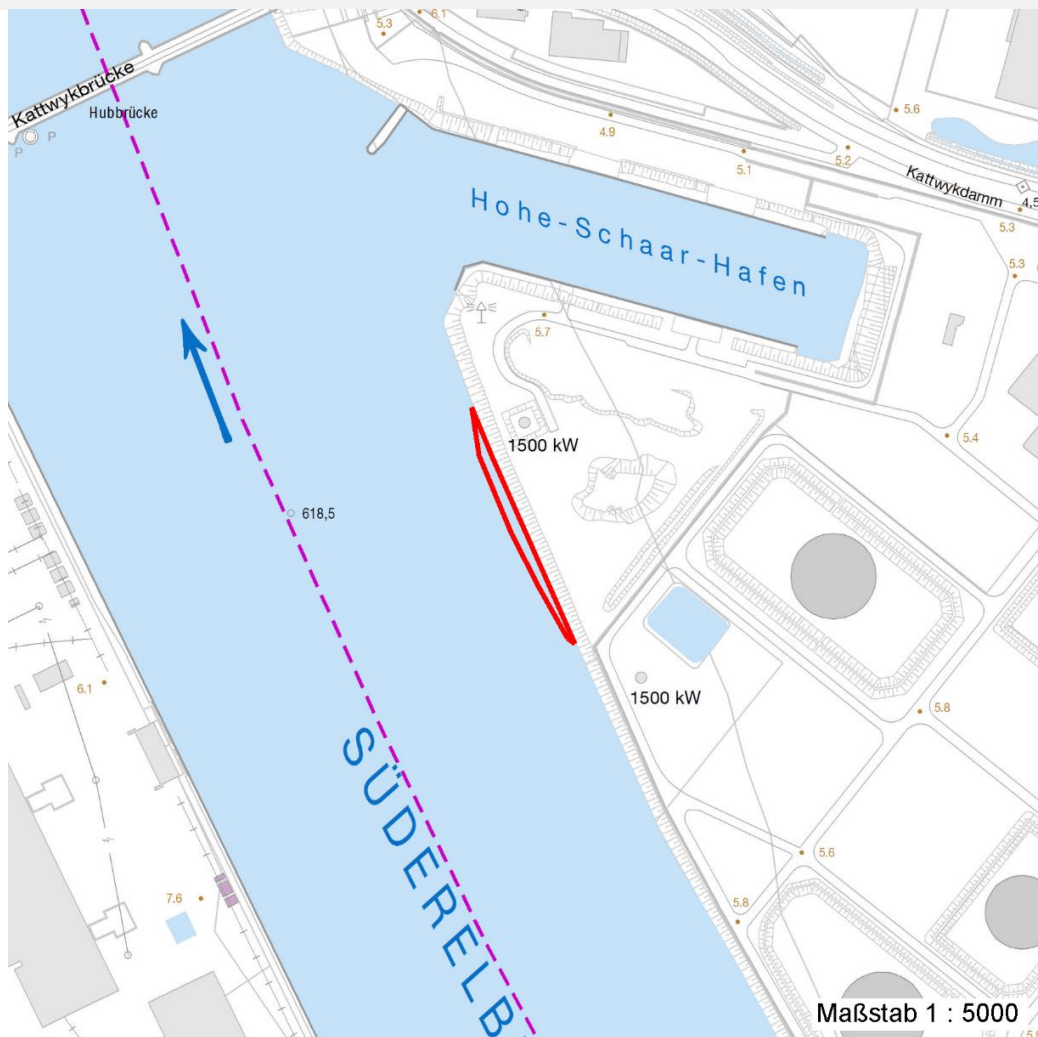 6.1
5.3
Kattwykbrücke
Hubbrücke
P
P
4.9
5.6
5.1
5.2
Kattwykdamm
4,5
5.3
5.3
Hohe-Schaar-Hafen
5.7
5.4
1500 kW
618,5
6.1
1500 kW
5.8
SÜDERELB
5.6
7.6
5.8
Maßstab 1 : 5000